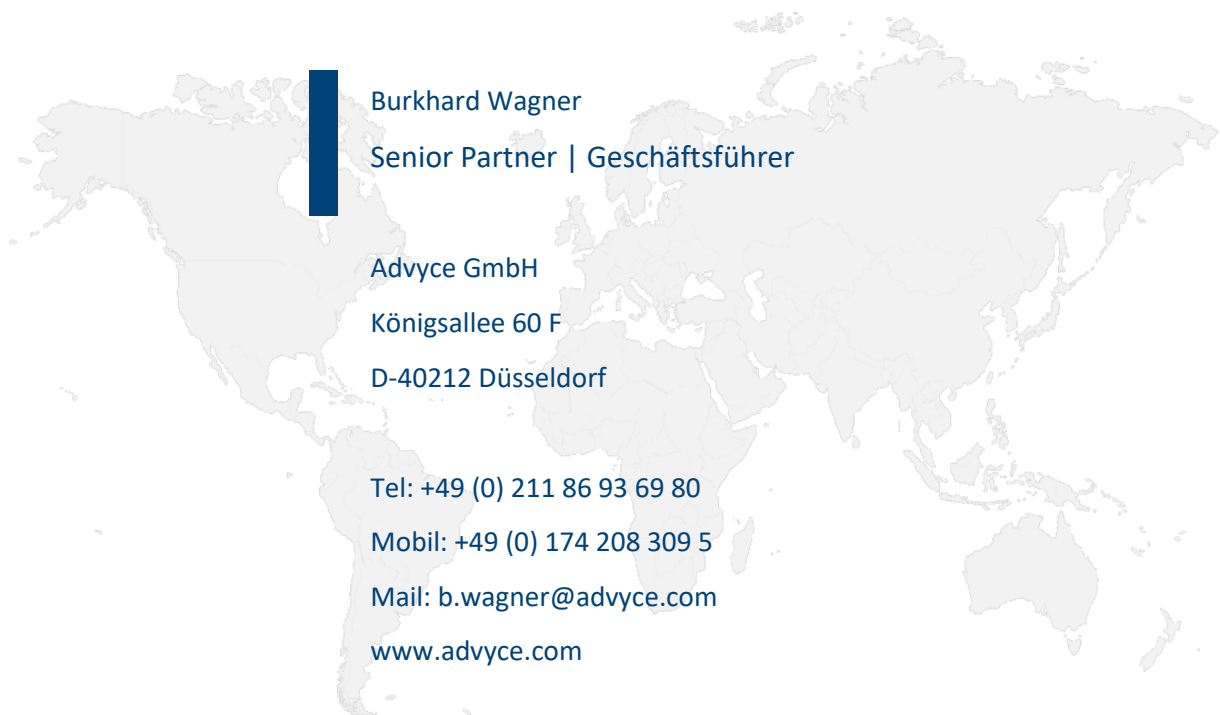 Burkhard Wagner
Senior Partner | Geschäftsführer
Advyce GmbH
Königsallee 60 F
D-40212 Düsseldorf
Tel: +49 (0) 211 86 93 69 80
Mobil: +49 (0) 174 208 309 5
Mail: b.wagner@advyce.com
www.advyce.com